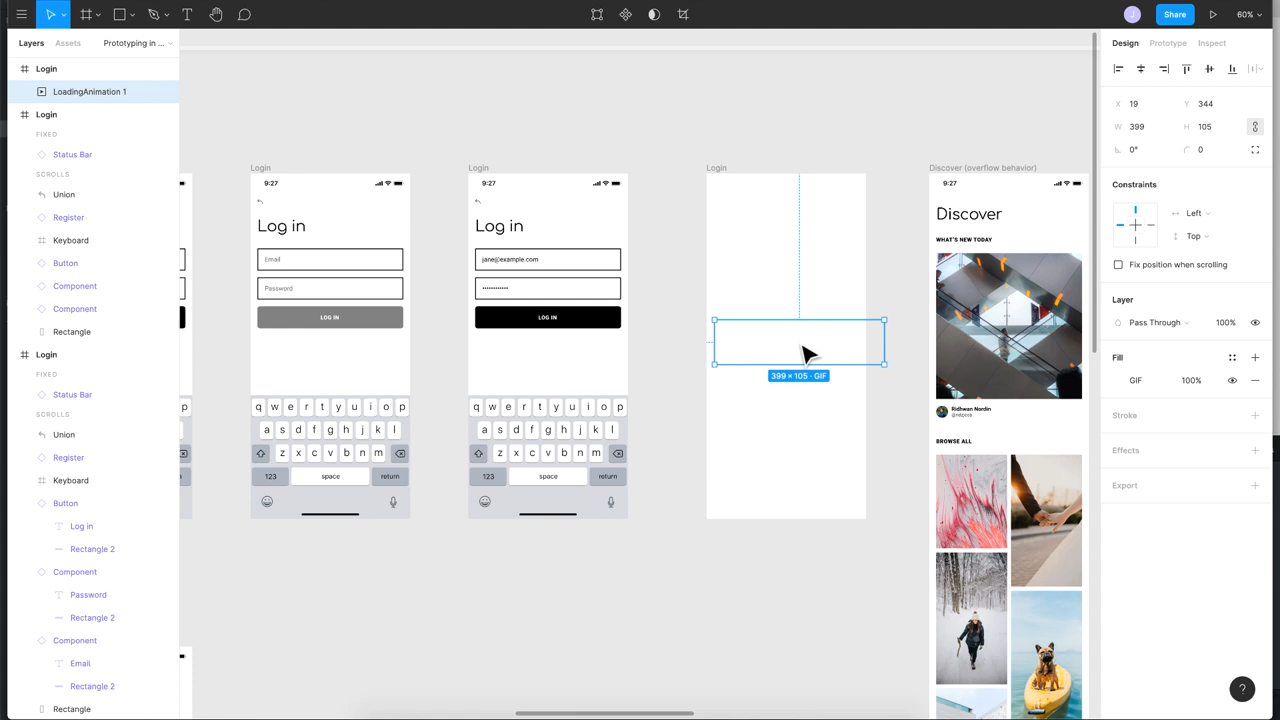 Share
60%
J
Layers Assets Prototyping in ...
Login
LoadingAnimation 1
Login
FIXED
Status Bar
SCROLLS
Union
Register
Keyboard
Button
Component
Component
Rectangle
Login
FIXED
Status Bar
SCROLLS
Union
Register
Keyboard
Button
Log in
Rectangle 2
Component
Password
Rectangle 2
Component
Email
Rectangle 2
Rectangle
p
Login
9:27
Log in
Email
Password
LOG IN
q w e r t y u i o p
a s d f g h j k l
z x c v b n m
123 space return
Login
9:27
Log in
jane@example.com
••••••••••••
LOG IN
q w e r t y u i o p
a s d f g h j k l
z x c v b n m
123 space return
Login
399 × 105 · GIF
Discover (overflow behavior)
9:27
Discover
WHAT'S NEW TODAY
Ridhwan Nordin
@ridzjcob
BROWSE ALL
Design Prototype Inspect
X 19 Y 344
W 399 H 105
0° 0
Constraints
Left
Top
Fix position when scrolling
Layer
Pass Through 100%
Fill
GIF 100%
Stroke
Effects
Export
?